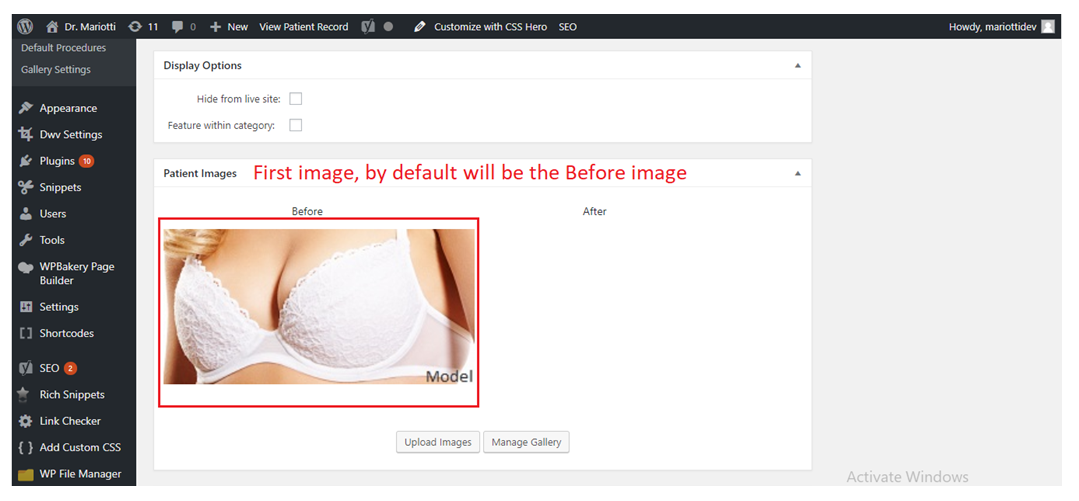 Dr. Mariotti 11 0 New View Patient Record Customize with CSS Hero SEO Howdy, mariottidev
Default Procedures
Gallery Settings
Appearance
Dwv Settings
Plugins 10
Snippets
Users
Tools
WPBakery Page
Builder
Settings
Shortcodes
SEO 2
Rich Snippets
Link Checker
Add Custom CSS
WP File Manager
Display Options
Hide from live site:
Feature within category:
Patient Images First image, by default will be the Before image
Before After
Model
Upload Images Manage Gallery
Activate Windows